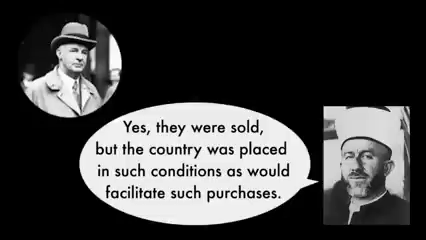 Yes, they were sold,
but the country was placed
in such conditions as would
facilitate such purchases.